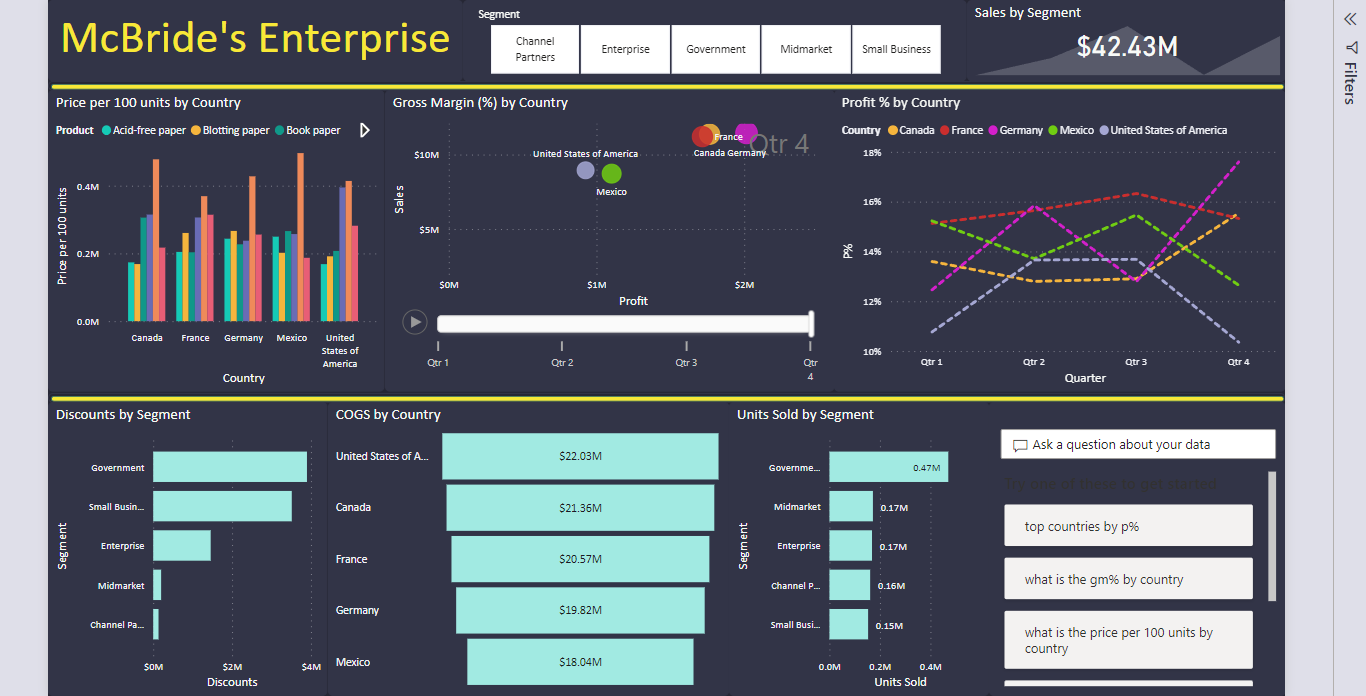 McBride's Enterprise
Segment
Channel
Partners
Enterprise
Government
Midmarket
Small Business
Sales by Segment
$42.43M
Filters
Price per 100 units by Country
Product Acid-free paper Blotting paper Book paper
Price per 100 units
0.4M
0.2M
0.0M
Canada France Germany Mexico United
States of
America
Country
Gross Margin (%) by Country
Qtr 4
$10M
$5M
Sales
United States of America
Mexico
France
Canada Germany
$0M $1M $2M
Profit
Qtr 1 Qtr 2 Qtr 3 Qtr
4
Profit % by Country
Country Canada France Germany Mexico United States of America
18%
16%
14%
12%
10%
P%
Qtr 1 Qtr 2 Qtr 3 Qtr 4
Quarter
Discounts by Segment
Segment
Government
Small Busin...
Enterprise
Midmarket
Channel Pa...
$0M $2M $4M
Discounts
COGS by Country
United States of A... $22.03M
Canada $21.36M
France $20.57M
Germany $19.82M
Mexico $18.04M
Units Sold by Segment
Segment
Governme... 0.47M
Midmarket 0.17M
Enterprise 0.17M
Channel P... 0.16M
Small Busi... 0.15M
0.0M 0.2M 0.4M
Units Sold
Ask a question about your data
Try one of these to get started
top countries by p%
what is the gm% by country
what is the price per 100 units by
country